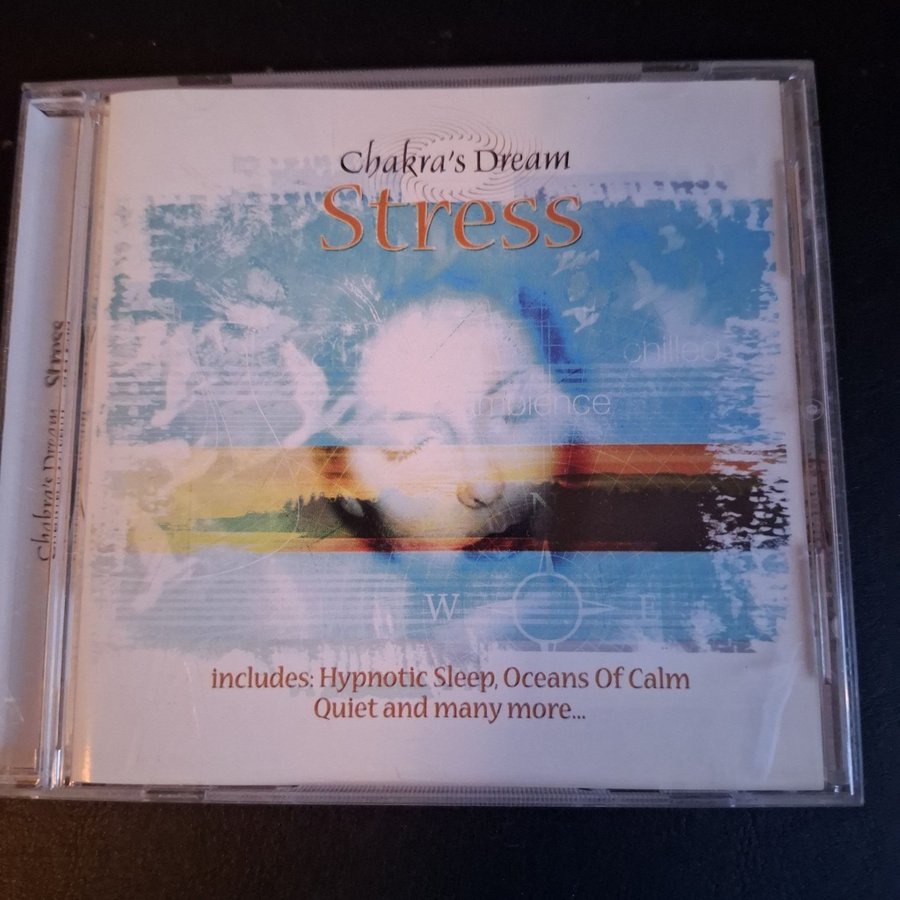 Chakra's Dream
Stress
chilled
ambience
N
W E
includes: Hypnotic Sleep, Oceans Of Calm
Quiet and many more...
Chakra's Dream Stress